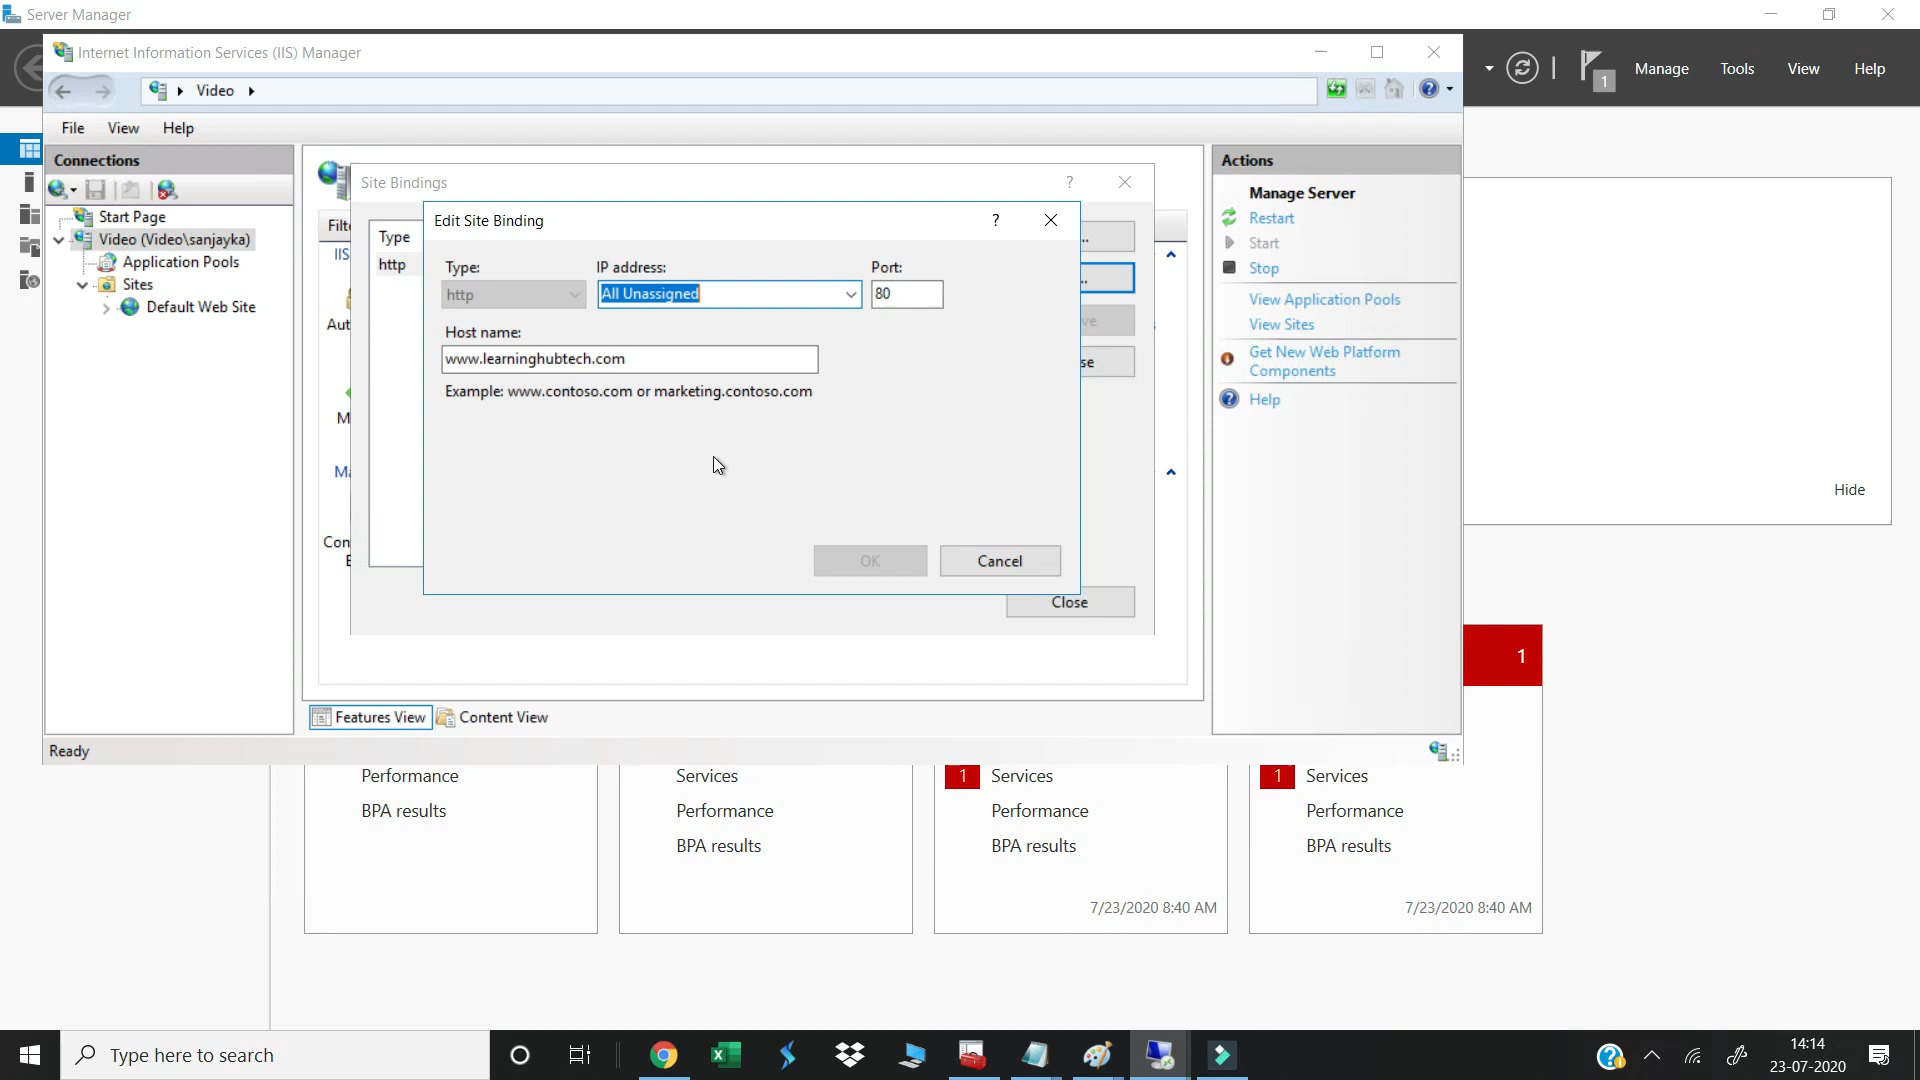 Server Manager
Internet Information Services (IIS) Manager
Video
1
Manage
Tools
View
Help
File
View
Help
Connections
Start Page
Video (Video\sanjayka)
Application Pools
Sites
Default Web Site
Site Bindings
?
Type
http
IIS
M
Edit Site Binding
?
Type:
IP address:
Port:
http
All Unassigned
80
Host name:
www.learninghubtech.com
Example: www.contoso.com or marketing.contoso.com
OK
Cancel
Close
Features View
Content View
Ready
Actions
Manage Server
Restart
Start
Stop
View Application Pools
View Sites
Get New Web Platform
Components
Help
Hide
1
Performance
BPA results
Services
Performance
BPA results
1 Services
Performance
BPA results
7/23/2020 8:40 AM
1 Services
Performance
BPA results
7/23/2020 8:40 AM
Type here to search
14:14
23-07-2020